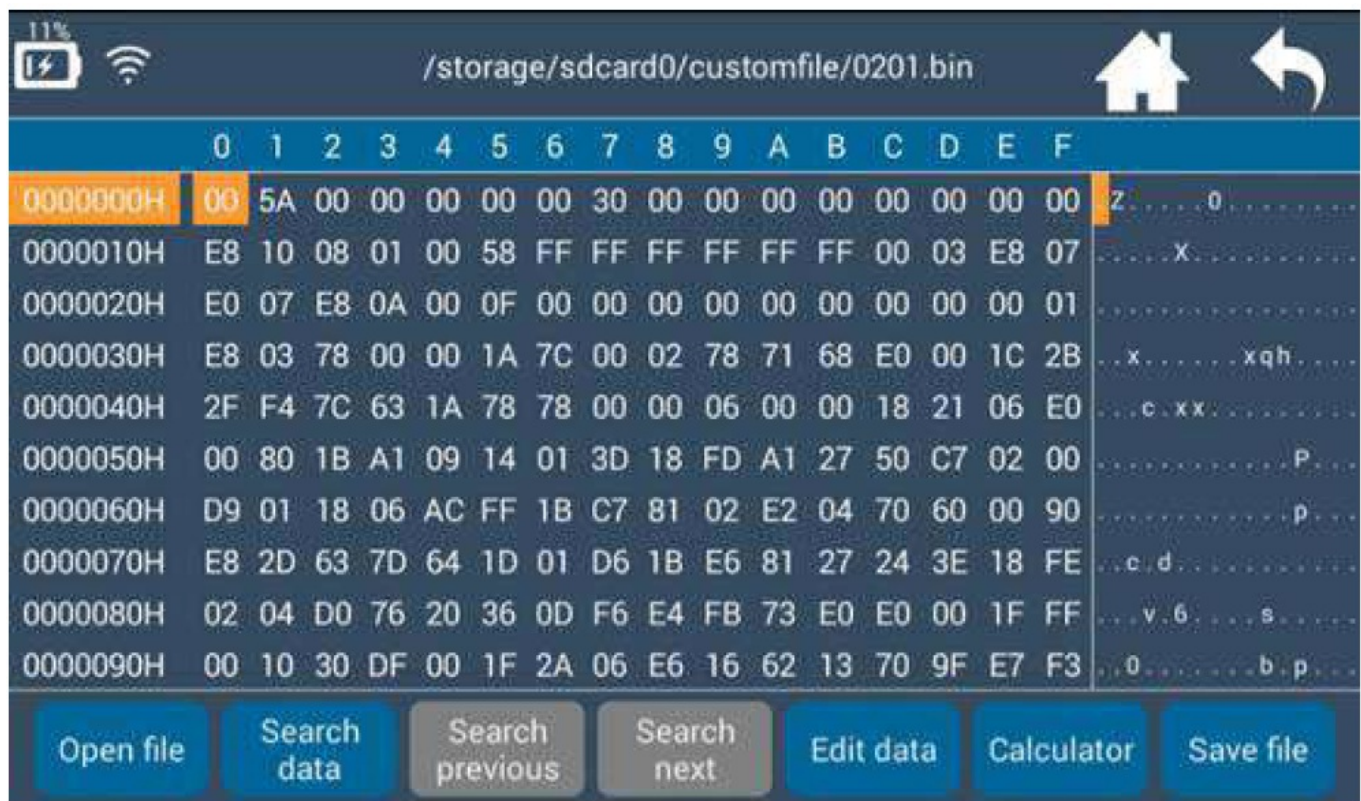 11%
/storage/sdcard0/customfile/0201.bin
0 1 2 3 4 5 6 7 8 9 A B C D E F
0000000H 00 5A 00 00 00 00 00 30 00 00 00 00 00 00 00 00 .Z.....0........
0000010H E8 10 08 01 00 58 FF FF FF FF FF FF 00 03 E8 07 .....X..........
0000020H E0 07 E8 0A 00 0F 00 00 00 00 00 00 00 00 00 01 ................
0000030H E8 03 78 00 00 1A 7C 00 02 78 71 68 E0 00 1C 2B ..x......xqh....
0000040H 2F F4 7C 63 1A 78 78 00 00 06 00 00 18 21 06 E0 ...c.xx.........
0000050H 00 80 1B A1 09 14 01 3D 18 FD A1 27 50 C7 02 00 ............P...
0000060H D9 01 18 06 AC FF 1B C7 81 02 E2 04 70 60 00 90 ............p...
0000070H E8 2D 63 7D 64 1D 01 D6 1B E6 81 27 24 3E 18 FE ..c.d...........
0000080H 02 04 D0 76 20 36 0D F6 E4 FB 73 E0 E0 00 1F FF ...v.6....s.....
0000090H 00 10 30 DF 00 1F 2A 06 E6 16 62 13 70 9F E7 F3 ..0.......b.p...
Open file
Search data
Search previous
Search next
Edit data
Calculator
Save file